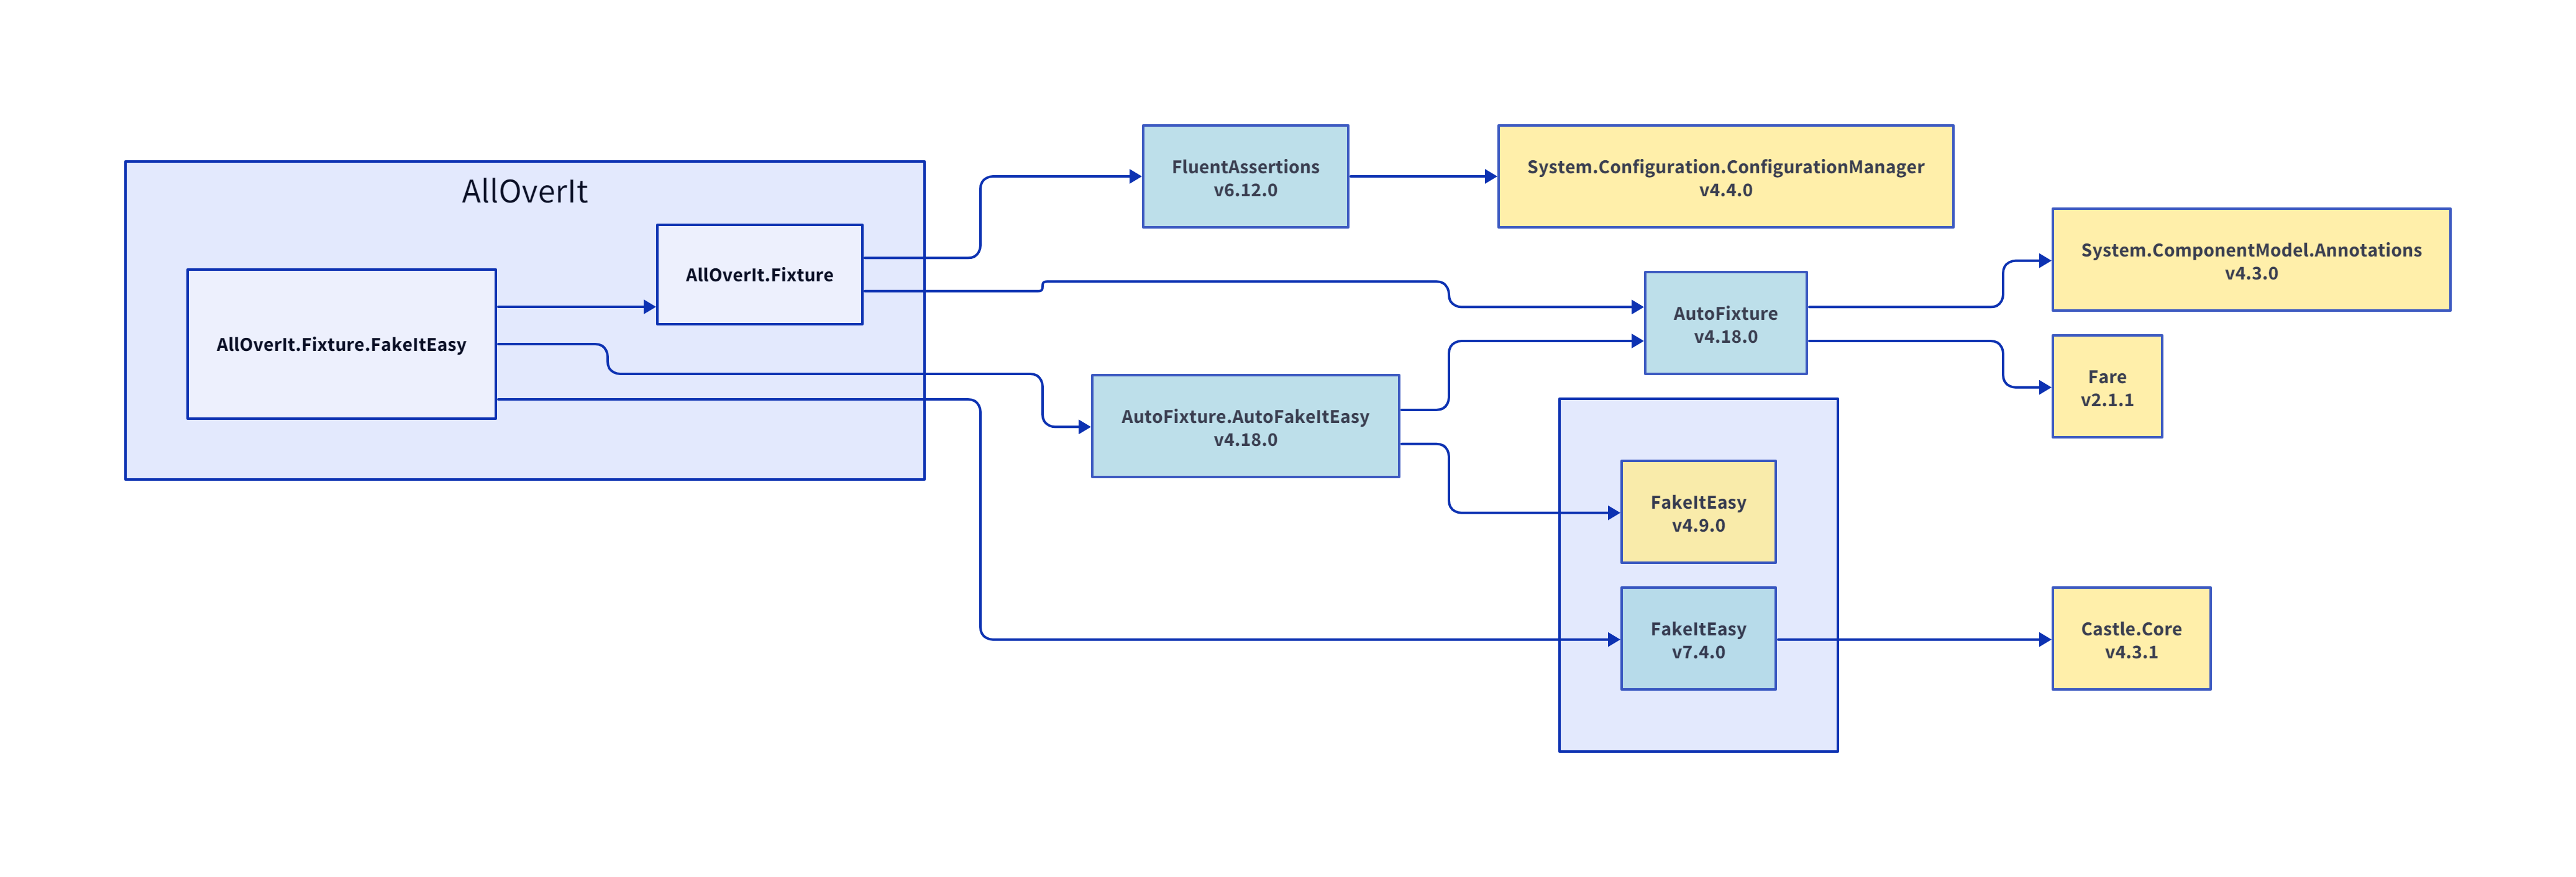 AllOverIt
AllOverIt.Fixture
AllOverIt.Fixture.FakeItEasy
FluentAssertions
v6.12.0
System.Configuration.ConfigurationManager
v4.4.0
System.ComponentModel.Annotations
v4.3.0
AutoFixture
v4.18.0
Fare
v2.1.1
AutoFixture.AutoFakeItEasy
v4.18.0
FakeItEasy
v4.9.0
FakeItEasy
v7.4.0
Castle.Core
v4.3.1